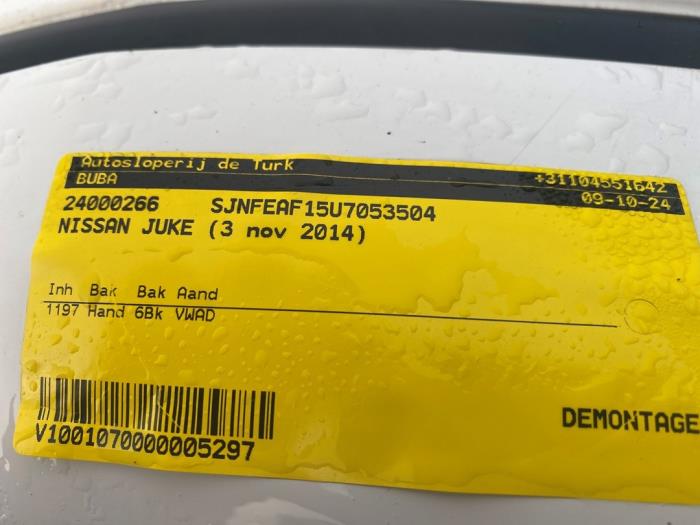 Autosloperij de Turk +31104551642
BUBA 09-10-24
24000266 SJNFEAF15U7053504
NISSAN JUKE (3 nov 2014)
Inh Bak Bak Aand
1197 Hand 6Bk VWAD
V1001070000005297
DEMONTAGE